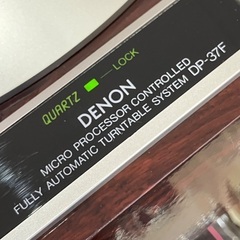 QUARTZ LOCK
DENON
MICRO PROCESSOR CONTROLLED
FULLY AUTOMATIC TURNTABLE SYSTEM DP-37F